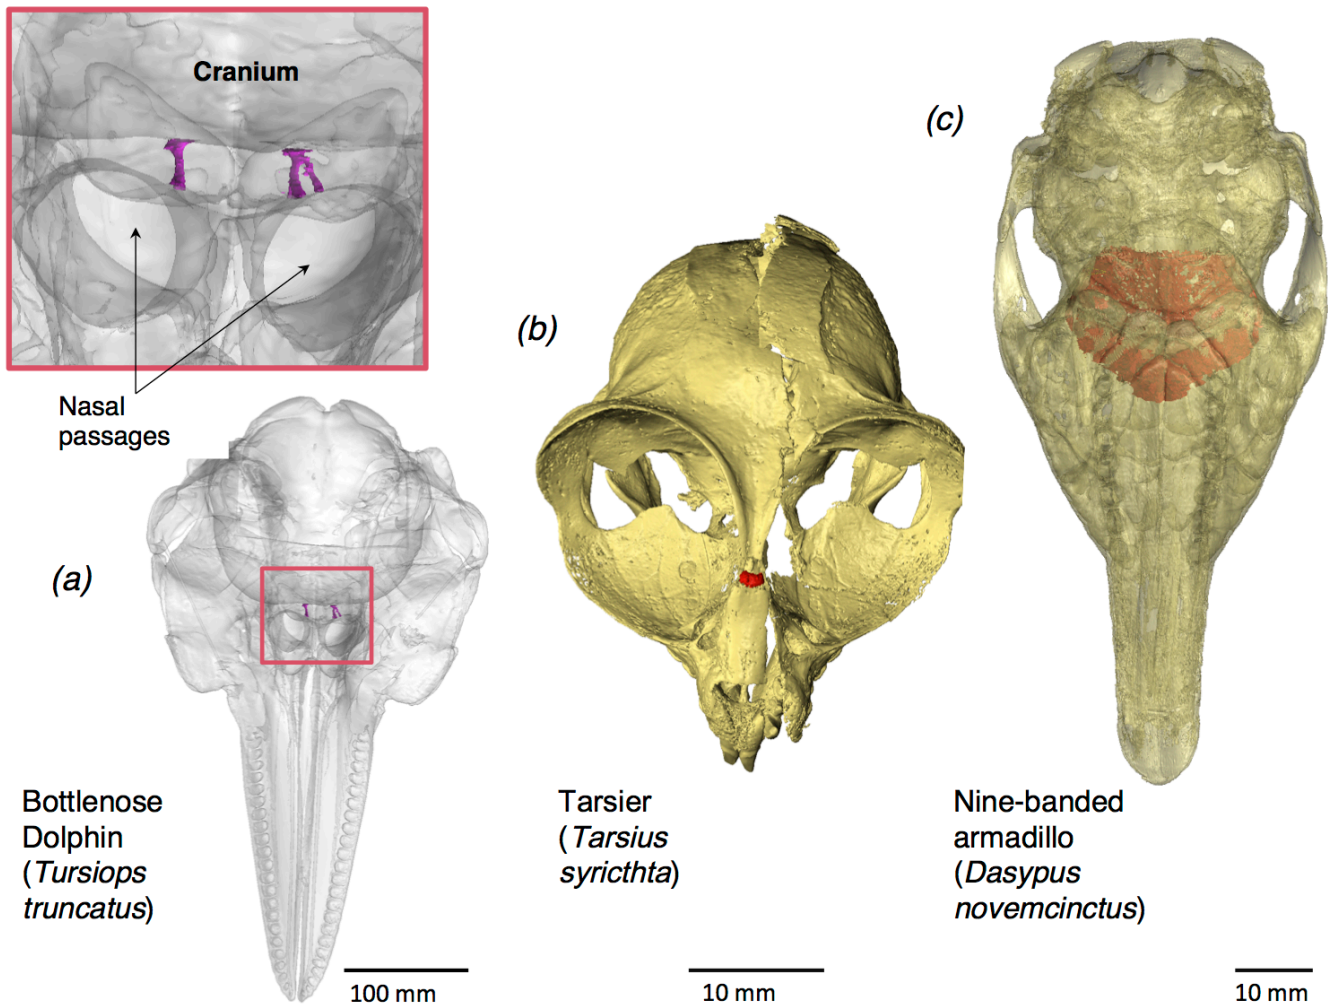 Cranium
Nasal
passages
(a)
Bottlenose
Dolphin
(Tursiops
truncatus)
100 mm
(b)
Tarsier
(Tarsius
syricthta)
10 mm
(c)
Nine-banded
armadillo
(Dasypus
novemcinctus)
10 mm